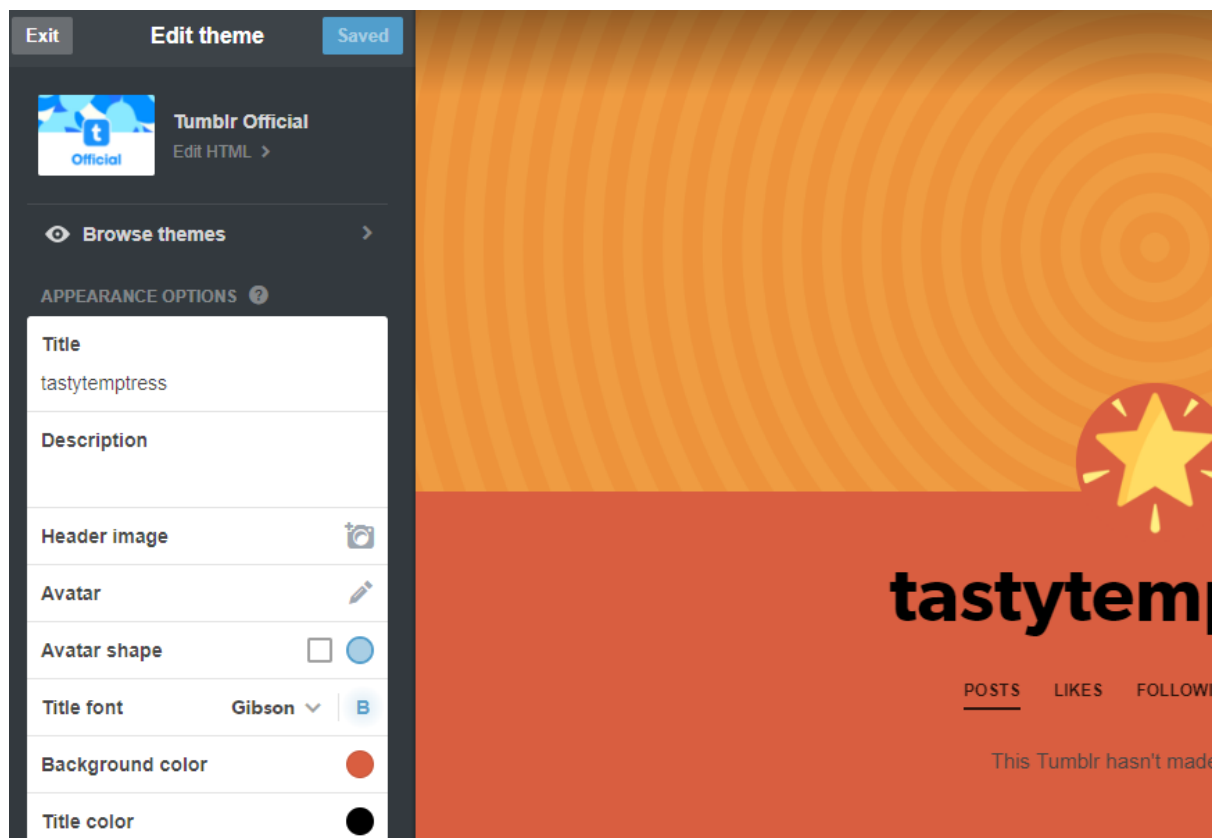 Exit
Edit theme
Saved
t
Official
Tumblr Official
Edit HTML >
Browse themes
APPEARANCE OPTIONS ?
Title
tastytemptress
Description
Header image
Avatar
Avatar shape
Title font
Gibson
B
Background color
Title color
tastytemp
POSTS LIKES FOLLOWI
This Tumblr hasn't made